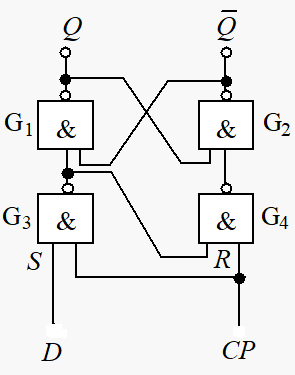 Q Q̄
G₁ & & G₂
G₃ & & G₄
S R
D CP